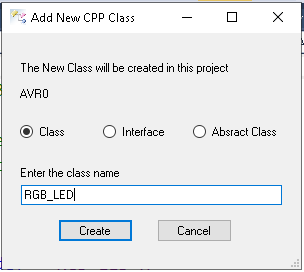 Add New CPP Class
The New Class will be created in this project
AVR0
Class Interface Absract Class
Enter the class name
RGB_LED
Create Cancel